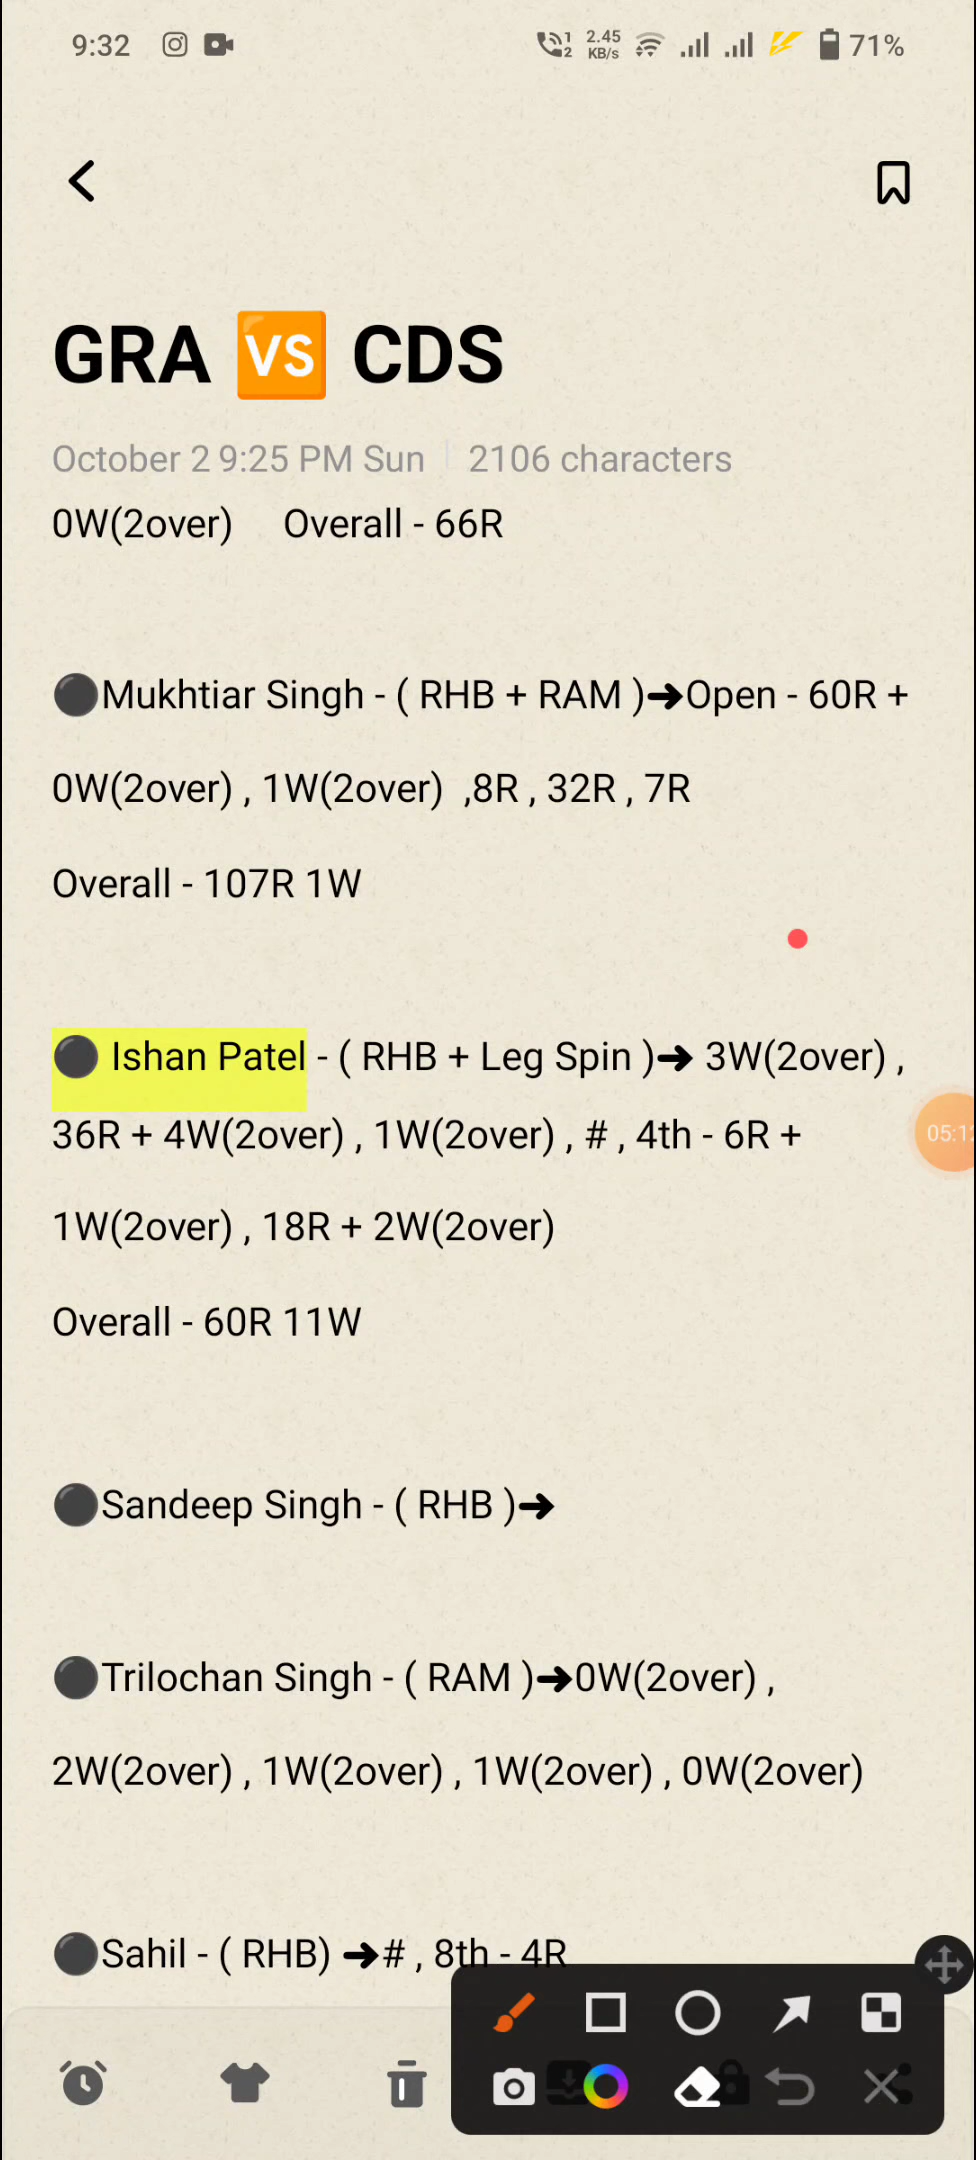 9:32 2.45 KB/s 71%
GRA VS CDS
October 2 9:25 PM Sun | 2106 characters
0W(2over) Overall - 66R
⚫Mukhtiar Singh - ( RHB + RAM )➜Open - 60R +
0W(2over) , 1W(2over) ,8R , 32R , 7R
Overall - 107R 1W
⚫ Ishan Patel - ( RHB + Leg Spin )➜ 3W(2over) ,
36R + 4W(2over) , 1W(2over) , # , 4th - 6R +
05:1
1W(2over) , 18R + 2W(2over)
Overall - 60R 11W
⚫Sandeep Singh - ( RHB )➜
⚫Trilochan Singh - ( RAM )➜0W(2over) ,
2W(2over) , 1W(2over) , 1W(2over) , 0W(2over)
⚫Sahil - ( RHB) ➜# , 8th - 4R